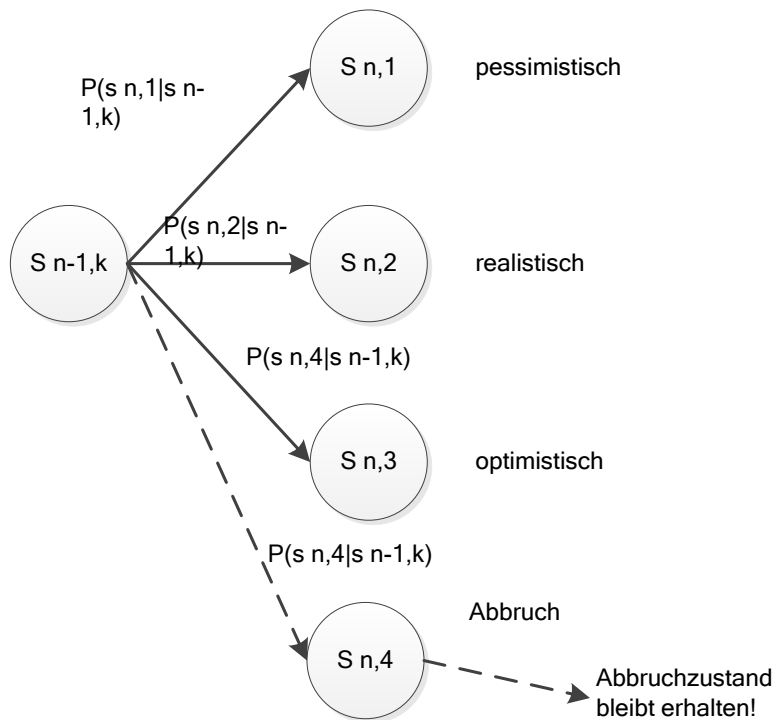 S n,1
pessimistisch
P(s n,1|s n-
1,k)
S n-1,k
P(s n,2|s n-
1,k)
S n,2
realistisch
P(s n,4|s n-1,k)
S n,3
optimistisch
P(s n,4|s n-1,k)
Abbruch
S n,4
Abbruchzustand
bleibt erhalten!